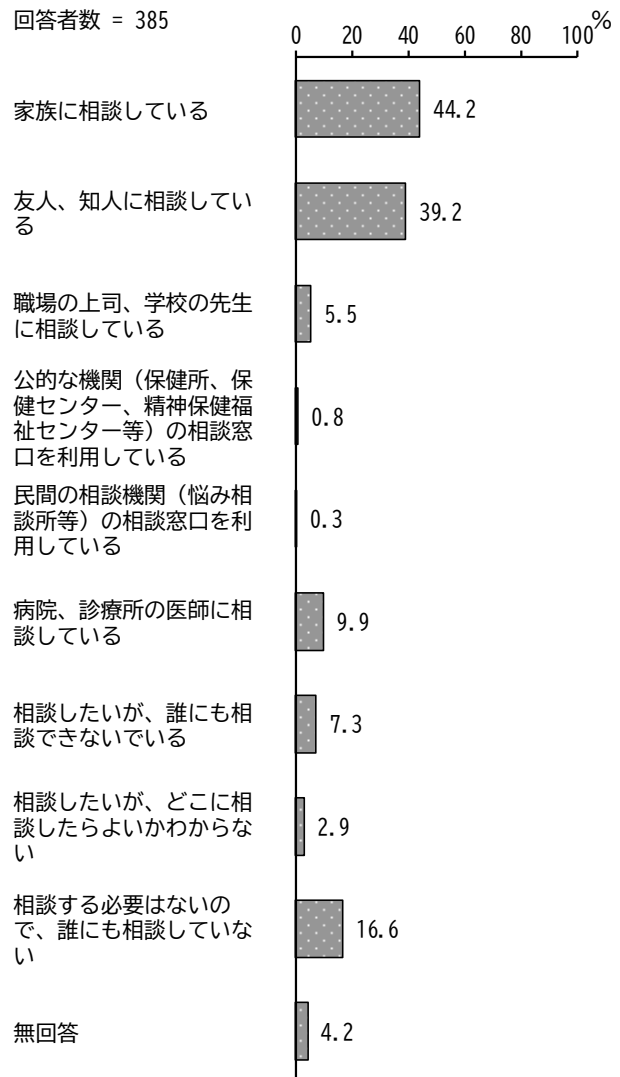 回答者数 = 385
%
0 20 40 60 80 100
家族に相談している
44.2
友人、知人に相談してい
る
39.2
職場の上司、学校の先生
に相談している
5.5
公的な機関（保健所、保
健センター、精神保健福
祉センター等）の相談窓
口を利用している
0.8
民間の相談機関（悩み相
談所等）の相談窓口を利
用している
0.3
病院、診療所の医師に相
談している
9.9
相談したいが、誰にも相
談できないでいる
7.3
相談したいが、どこに相
談したらよいかわからな
い
2.9
相談する必要はないの
で、誰にも相談していな
い
16.6
無回答
4.2